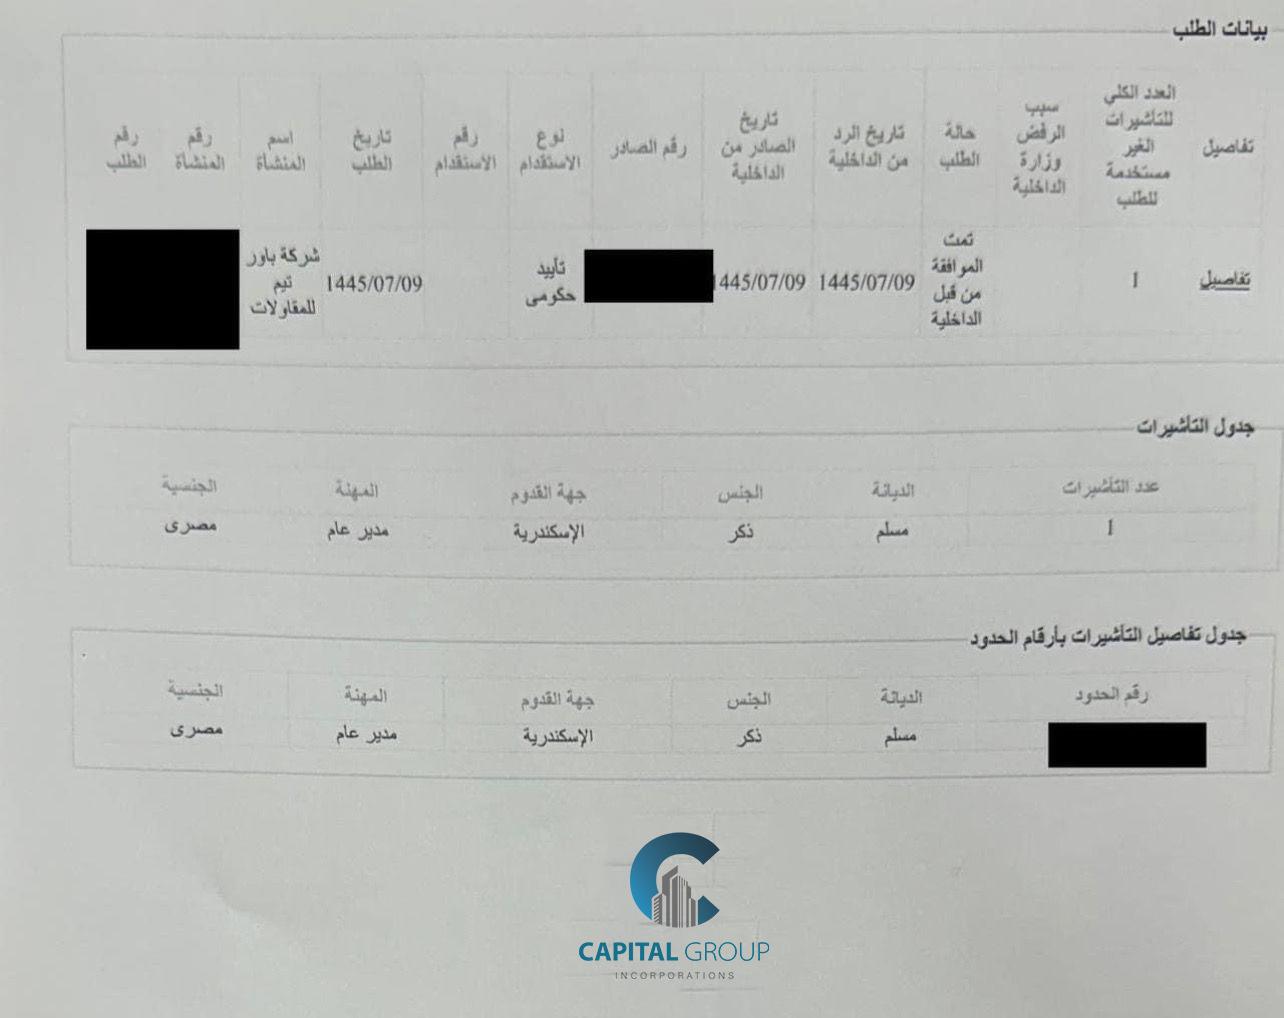 بيانات الطلب
تفاصيل
العدد الكلي
للتأشيرات
الغير
مستخدمة
للطلب
سبب
الرفض
وزارة
الداخلية
حالة
الطلب
تاريخ الرد
من الداخلية
تاريخ
الصادر من
الداخلية
رقم الصادر
نوع
الاستقدام
رقم
الاستقدام
تاريخ
الطلب
اسم
المنشأة
رقم
المنشأة
رقم
الطلب
تفاصيل
1
تمت
الموافقة
من قبل
الداخلية
1445/07/09
1445/07/09
تأييد
حكومى
1445/07/09
شركة باور
تيم
للمقاولات
جدول التأشيرات
عدد التأشيرات الديانة الجنس جهة القدوم المهنة الجنسية
1 مسلم ذكر الإسكندرية مدير عام مصرى
جدول تفاصيل التأشيرات بأرقام الحدود
رقم الحدود الديانة الجنس جهة القدوم المهنة الجنسية
مسلم ذكر الإسكندرية مدير عام مصرى
CAPITAL GROUP
INCORPORATIONS